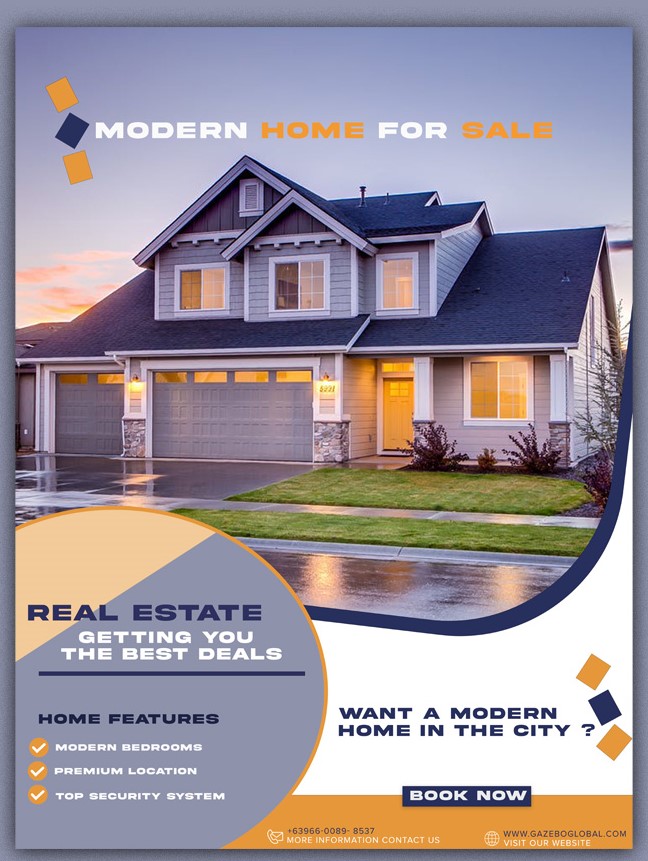 MODERN HOME FOR SALE
REAL ESTATE
GETTING YOU
THE BEST DEALS
HOME FEATURES
MODERN BEDROOMS
PREMIUM LOCATION
TOP SECURITY SYSTEM
WANT A MODERN
HOME IN THE CITY ?
BOOK NOW
+63966-0089- 8537
MORE INFORMATION CONTACT US
WWW.GAZEBOGLOBAL.COM
VISIT OUR WEBSITE